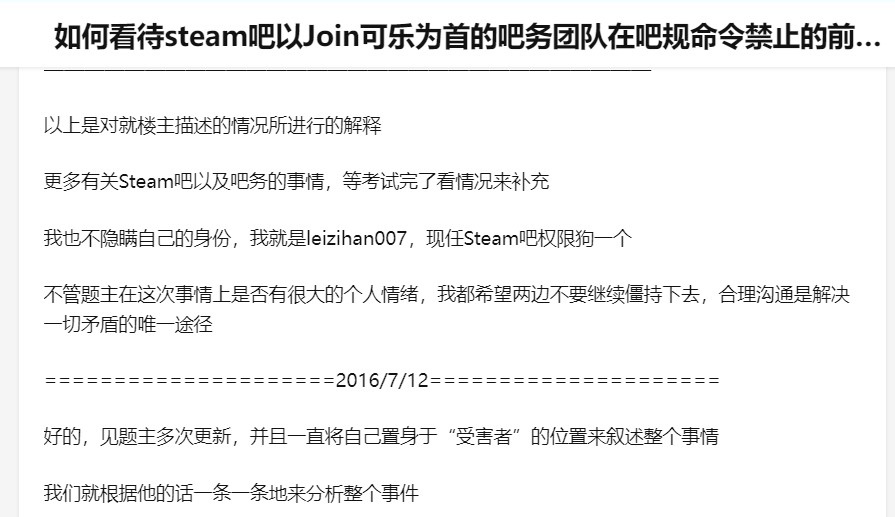 如何看待steam吧以Join可乐为首的吧务团队在吧规命令禁止的前...
以上是对就楼主描述的情况所进行的解释
更多有关Steam吧以及吧务的事情，等考试完了看情况来补充
我也不隐瞒自己的身份，我就是leizihan007，现任Steam吧权限狗一个
不管题主在这次事情上是否有很大的个人情绪，我都希望两边不要继续僵持下去，合理沟通是解决
一切矛盾的唯一途径
=====================2016/7/12=====================
好的，见题主多次更新，并且一直将自己置身于“受害者”的位置来叙述整个事情
我们就根据他的话一条一条地来分析整个事件